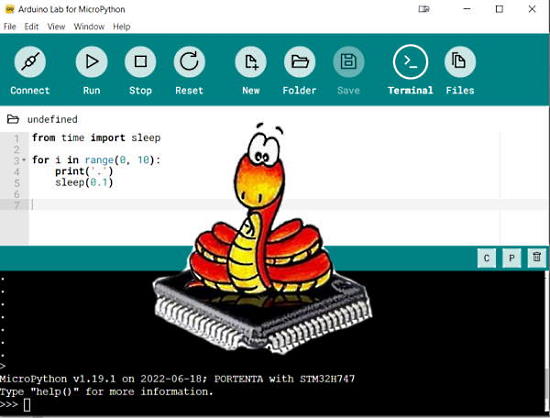 Arduino Lab for MicroPython
File Edit View Window Help
Connect Run Stop Reset New Folder Save Terminal Files
undefined
1 from time import sleep
2
3 for i in range(0, 10):
4 print('.')
5 sleep(0.1)
6
7
C P
.
.
.
.
.
.
>
MicroPython v1.19.1 on 2022-06-18; PORTENTA with STM32H747
Type "help()" for more information.
>>>